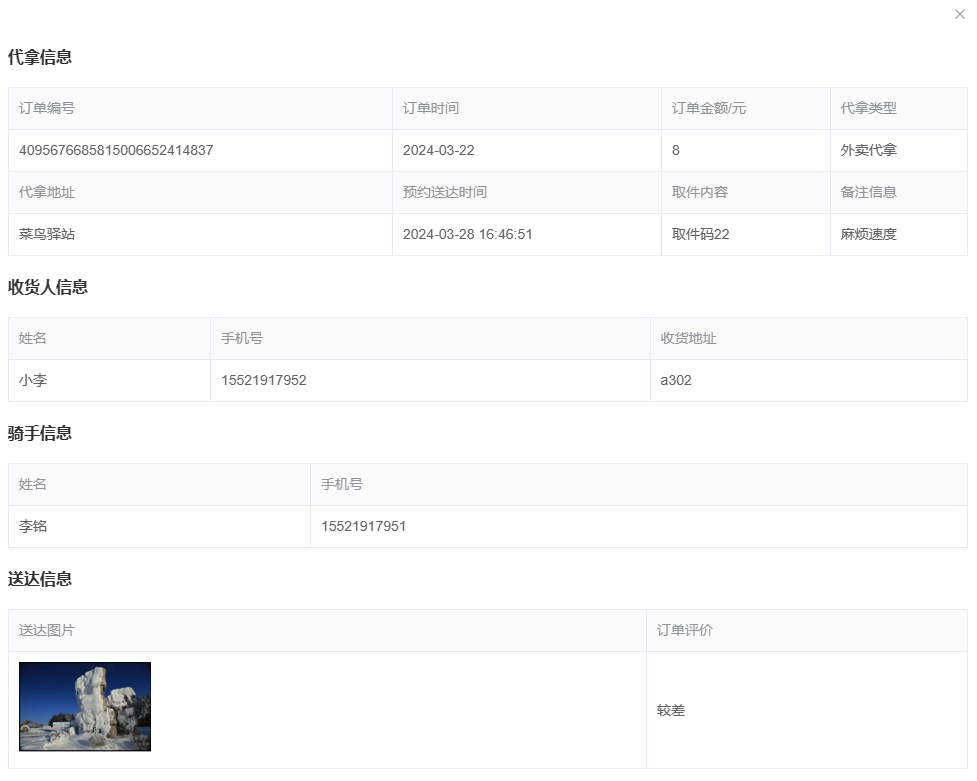 代拿信息
订单编号 订单时间 订单金额/元 代拿类型
4095676685815006652414837 2024-03-22 8 外卖代拿
代拿地址 预约送达时间 取件内容 备注信息
菜鸟驿站 2024-03-28 16:46:51 取件码22 麻烦速度
收货人信息
姓名 手机号 收货地址
小李 15521917952 a302
骑手信息
姓名 手机号
李铭 15521917951
送达信息
送达图片 订单评价
较差